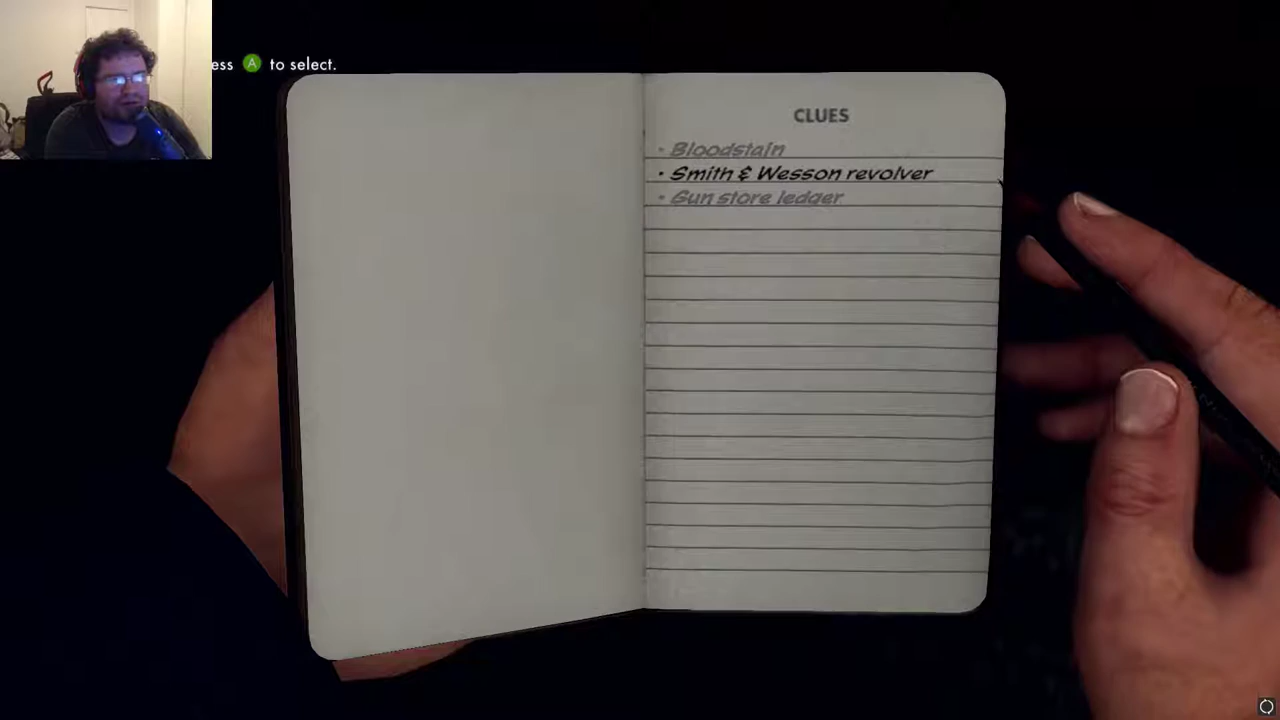 ess A to select.
CLUES
• Bloodstain
• Smith & Wesson revolver
• Gun store ledger